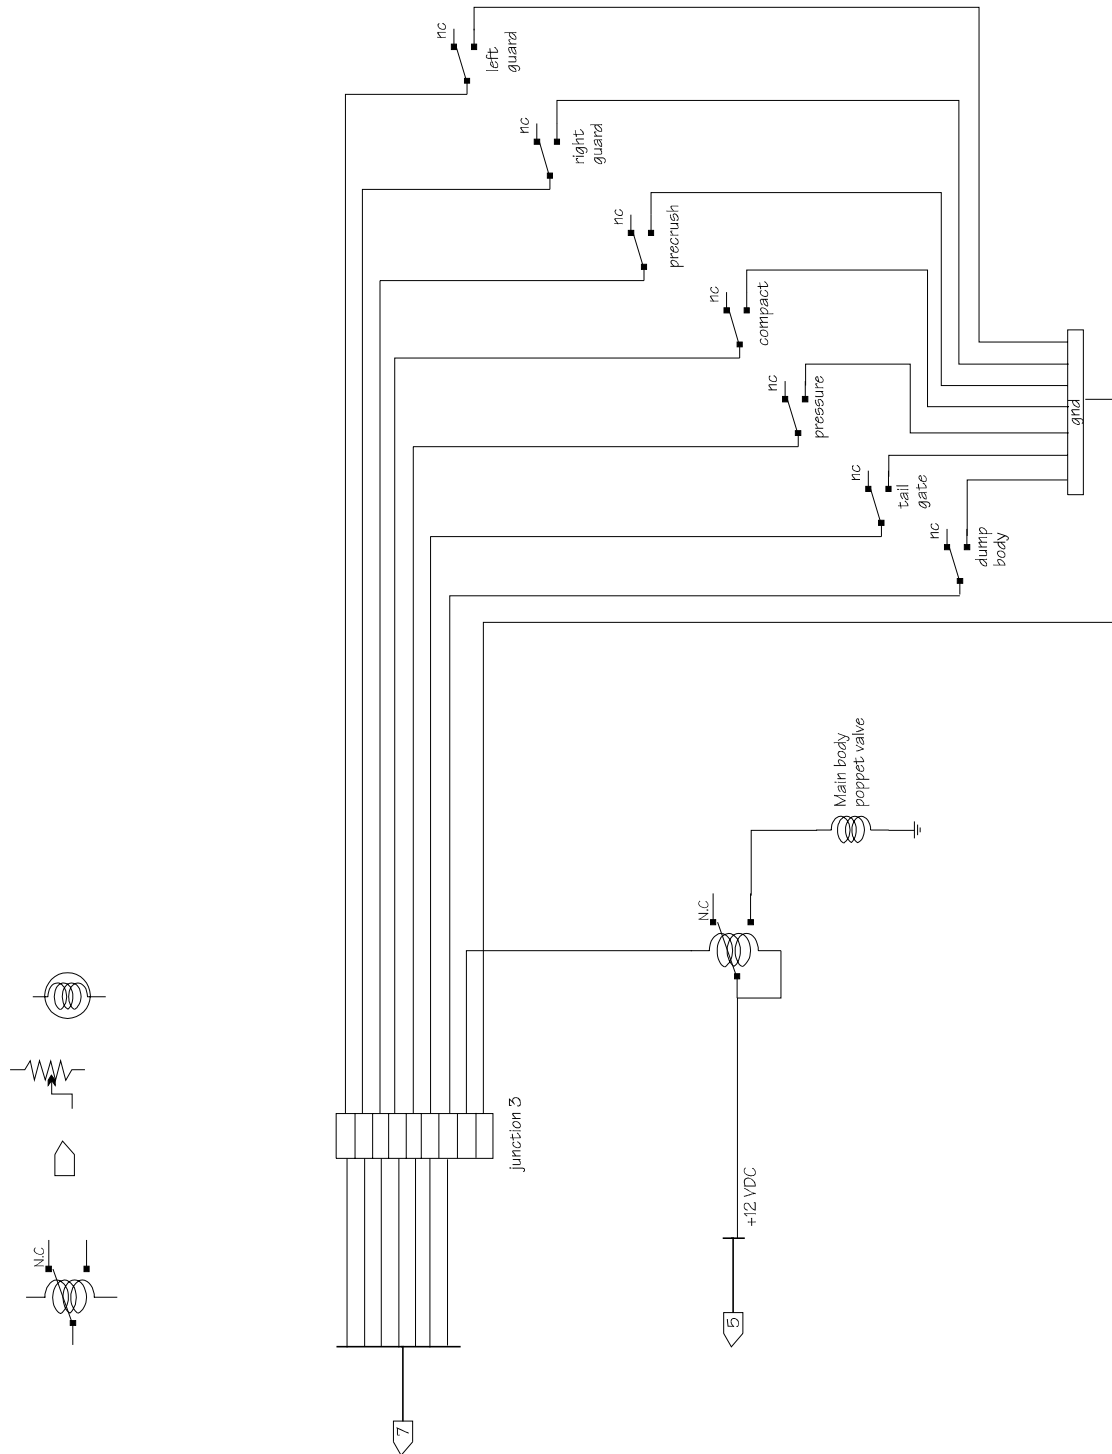 nc
left
guard
nc
right
guard
nc
precrush
nc
compact
nc
pressure
nc
tail
gate
nc
dump
body
gnd
Main body
poppet valve
N.C
junction 3
+12 VDC
N.C
5
7